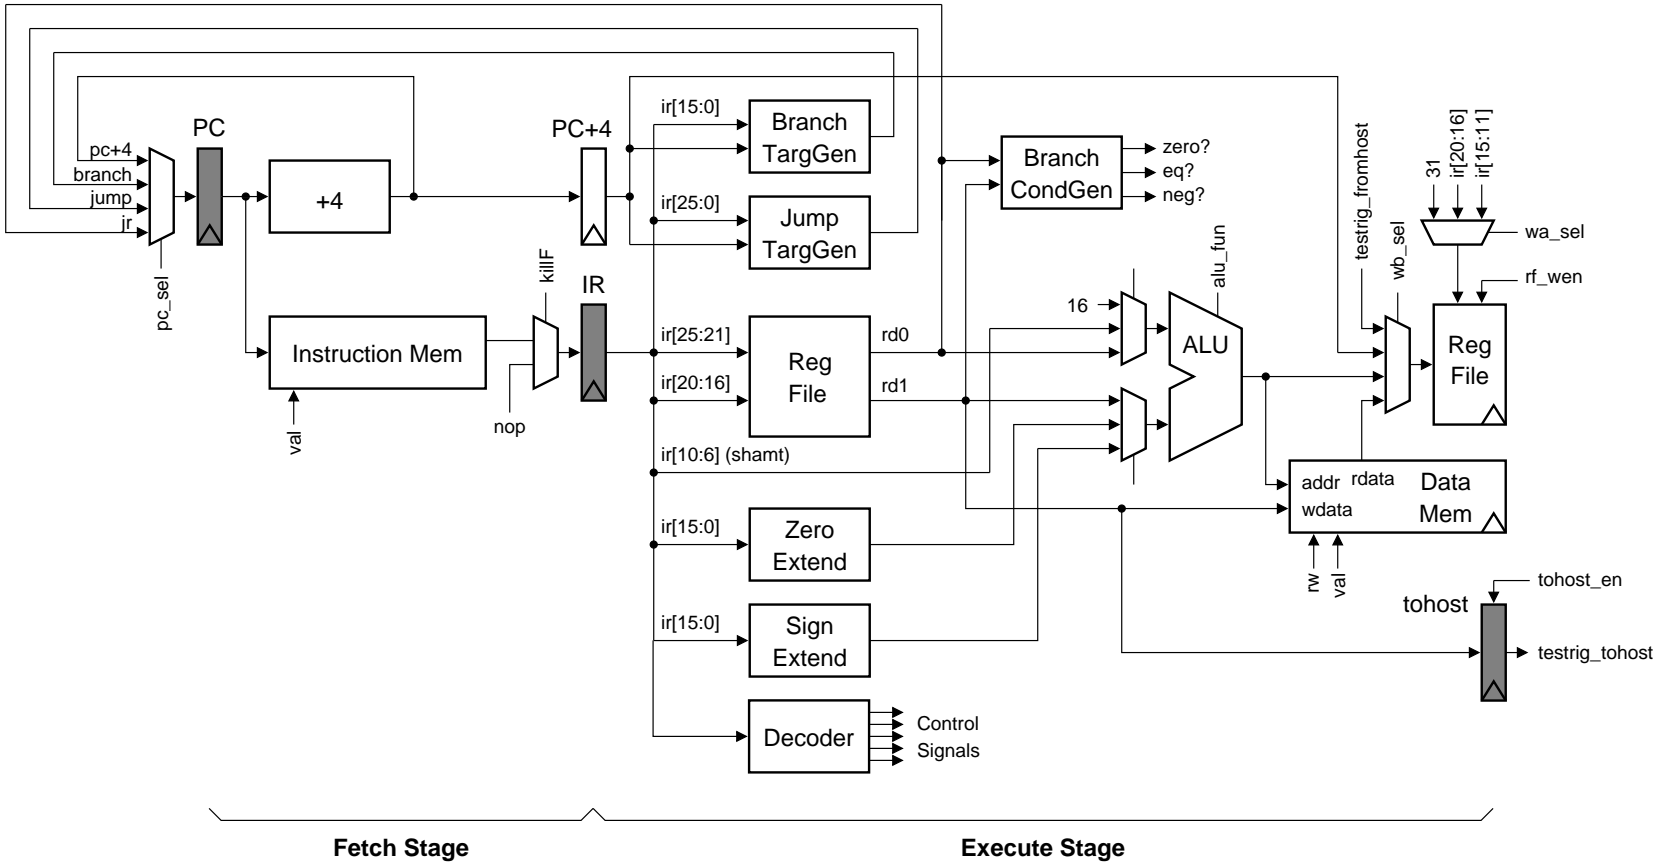 pc+4
branch
jump
jr
pc_sel
PC
+4
PC+4
Instruction Mem
val
killF
nop
IR
ir[15:0]
Branch
TargGen
ir[25:0]
Jump
TargGen
ir[25:21]
ir[20:16]
Reg
File
rd0
rd1
ir[10:6] (shamt)
ir[15:0]
Zero
Extend
ir[15:0]
Sign
Extend
Decoder
Control
Signals
Branch
CondGen
zero?
eq?
neg?
16
alu_fun
ALU
testrig_fromhost
wb_sel
31
ir[20:16]
ir[15:11]
wa_sel
rf_wen
Reg
File
addr
rdata
wdata
Data
Mem
rw
val
tohost_en
tohost
testrig_tohost
Fetch Stage
Execute Stage